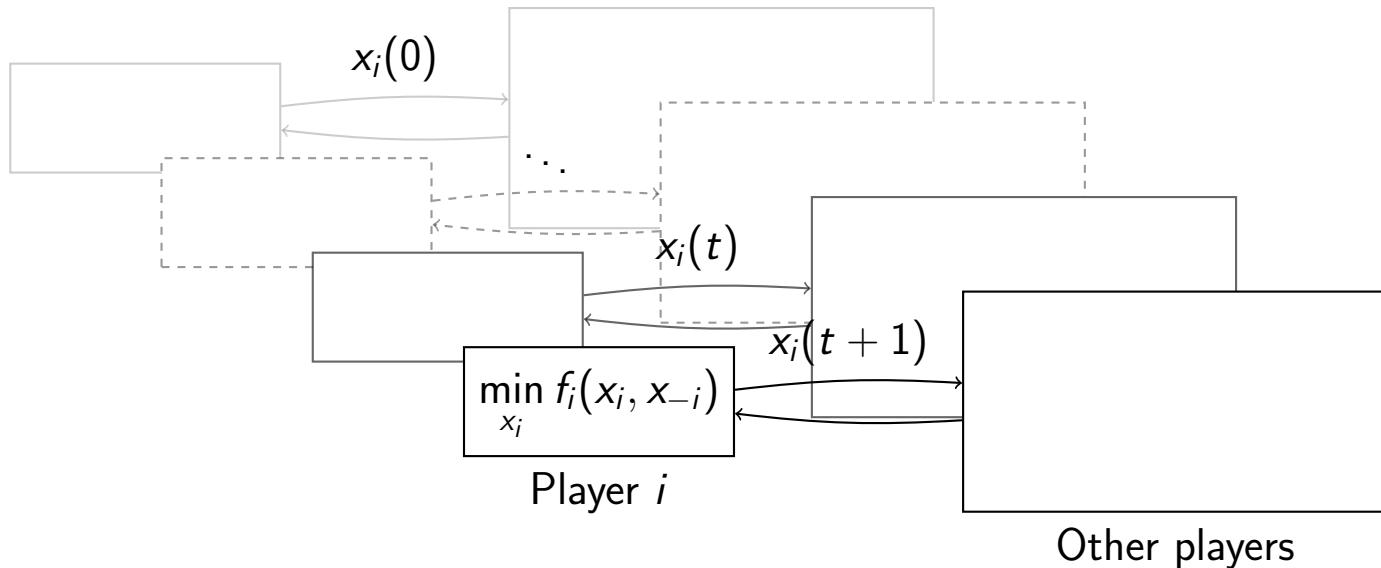 x_i(0)
⋱
x_i(t)
x_i(t + 1)
min_{x_i} f_i(x_i, x_{−i})
Player i
Other players